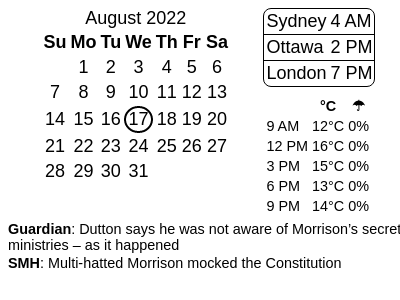 August 2022
Su Mo Tu We Th Fr Sa
1 2 3 4 5 6
7 8 9 10 11 12 13
14 15 16 17 18 19 20
21 22 23 24 25 26 27
28 29 30 31
Sydney 4 AM
Ottawa 2 PM
London 7 PM
°C ☂
9 AM 12°C 0%
12 PM 16°C 0%
3 PM 15°C 0%
6 PM 13°C 0%
9 PM 14°C 0%
Guardian: Dutton says he was not aware of Morrison’s secret
ministries – as it happened
SMH: Multi-hatted Morrison mocked the Constitution